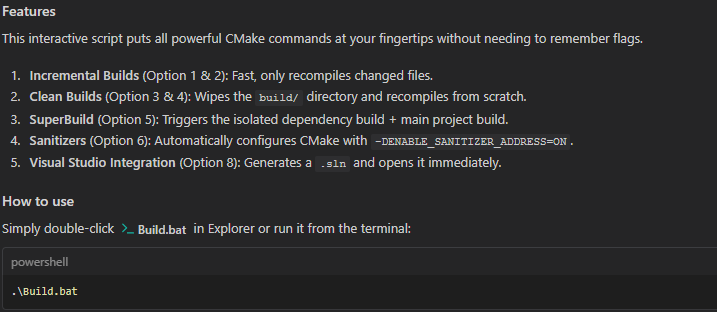 Features
This interactive script puts all powerful CMake commands at your fingertips without needing to remember flags.
1. Incremental Builds (Option 1 & 2): Fast, only recompiles changed files.
2. Clean Builds (Option 3 & 4): Wipes the build/ directory and recompiles from scratch.
3. SuperBuild (Option 5): Triggers the isolated dependency build + main project build.
4. Sanitizers (Option 6): Automatically configures CMake with -DENABLE_SANITIZER_ADDRESS=ON.
5. Visual Studio Integration (Option 8): Generates a .sln and opens it immediately.
How to use
Simply double-click >_ Build.bat in Explorer or run it from the terminal:
powershell
.\Build.bat